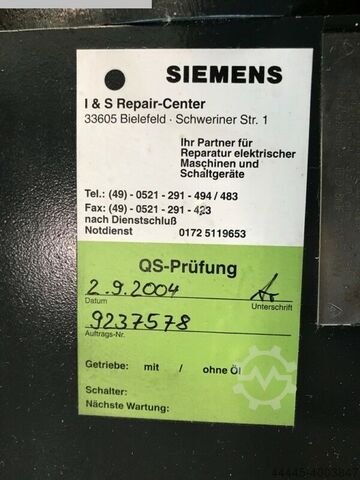 SIEMENS
I & S Repair-Center
33605 Bielefeld · Schweriner Str. 1
Ihr Partner für
Reparatur elektrischer
Maschinen und
Schaltgeräte
Tel.: (49) - 0521 - 291 - 494 / 483
Fax: (49) - 0521 - 291 - 423
nach Dienstschluß
Notdienst 0172 5119653
QS-Prüfung
2.9.2004
Datum Unterschrift
9237578
Auftrags-Nr.
Getriebe: mit / ohne Öl
Schalter:
Nächste Wartung: